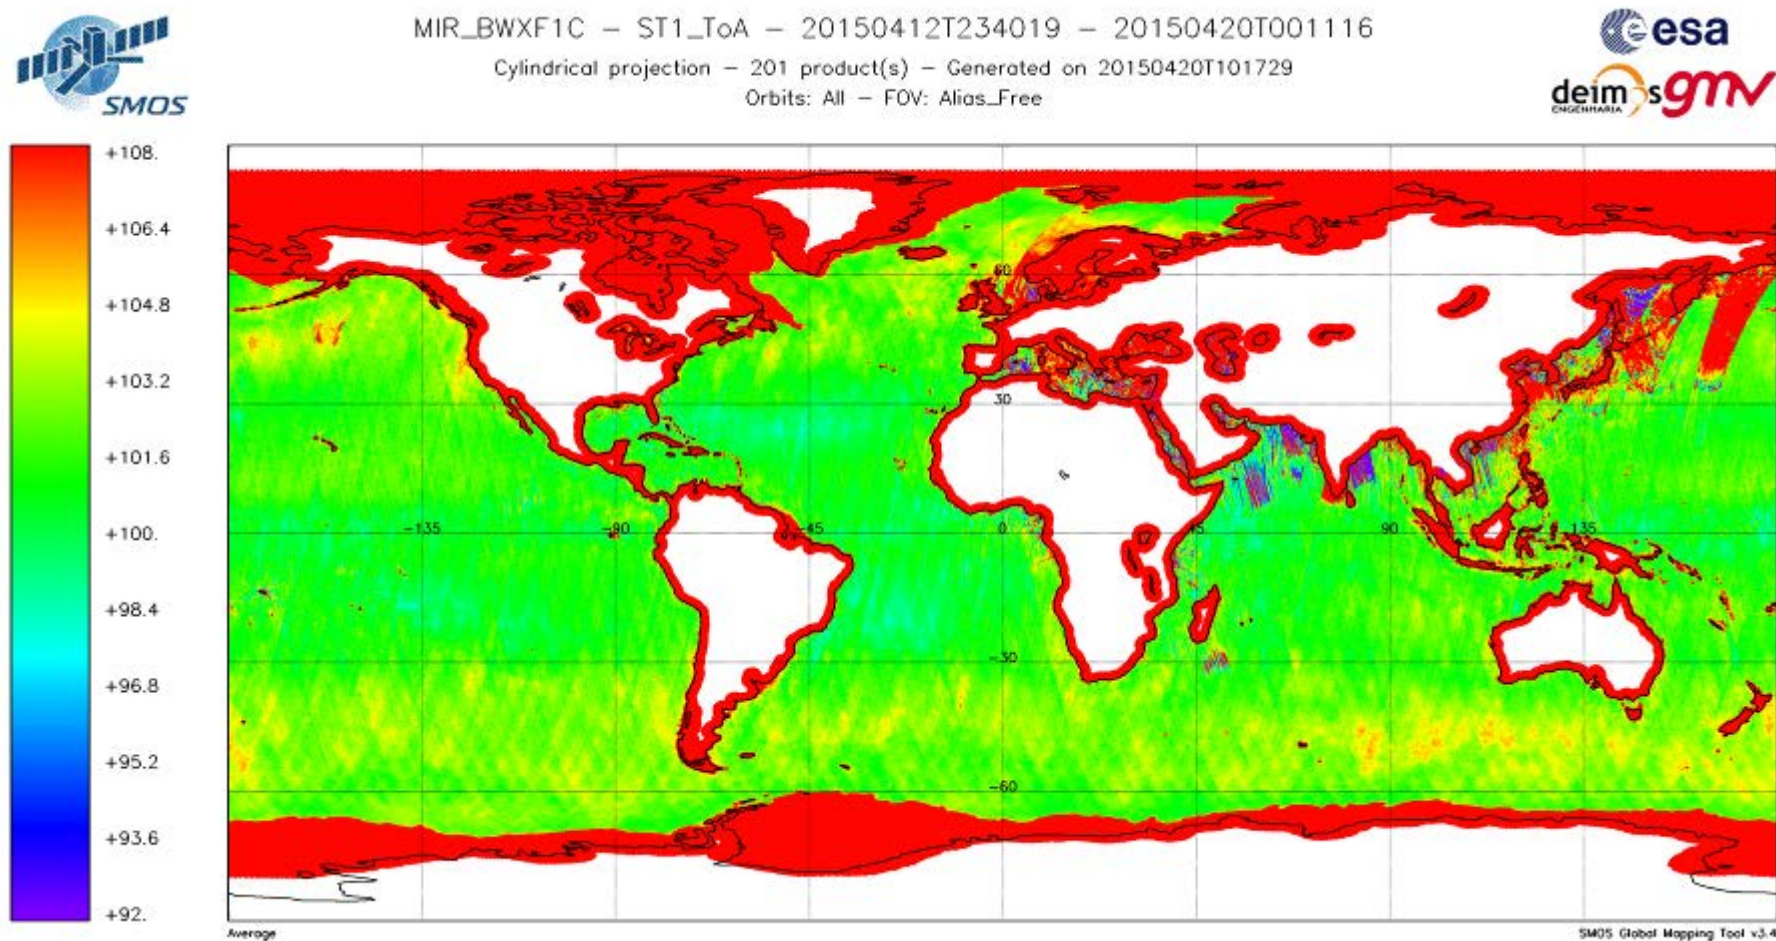 MIR_BWXF1C – ST1_ToA – 20150412T234019 – 20150420T001116
Cylindrical projection – 201 product(s) – Generated on 20150420T101729
Orbits: All – FOV: Alias_Free
SMOS
esa
deimos
ENGENHARIA
gmv
+108.
+106.4
+104.8
+103.2
+101.6
+100.
+98.4
+96.8
+95.2
+93.6
+92.
60
30
-135
-90
-45
0
45
90
135
-30
-60
Average
SMOS Global Mapping Tool v3.4